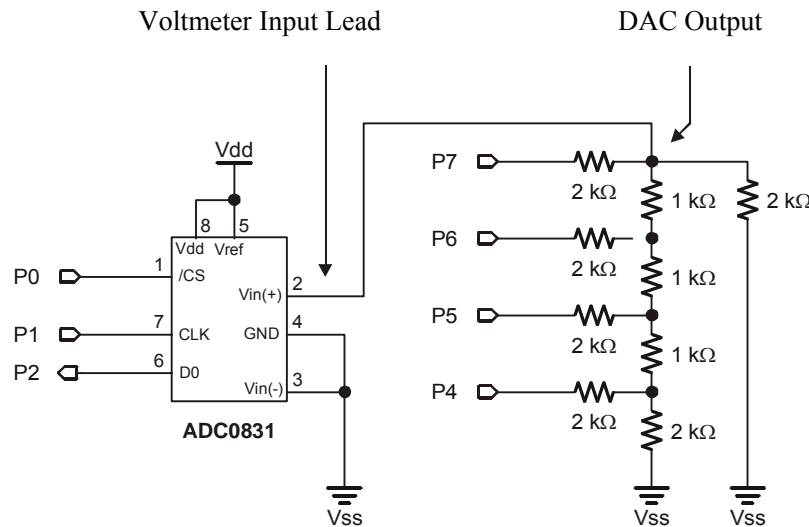 Voltmeter Input Lead
DAC Output
Vdd
P7
2 kΩ
1 kΩ
2 kΩ
8
5
Vdd
Vref
P6
2 kΩ
P0
1
/CS
2
Vin(+)
1 kΩ
P1
7
CLK
GND
4
P5
2 kΩ
P2
6
D0
1 kΩ
Vin(-)
3
P4
2 kΩ
2 kΩ
ADC0831
Vss
Vss
Vss